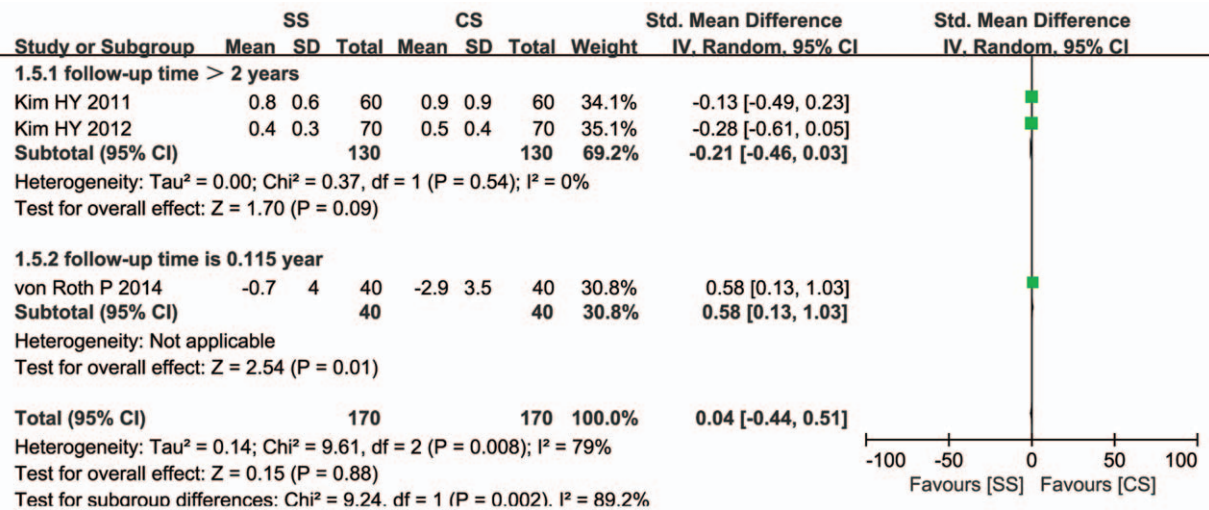 SS CS Std. Mean Difference Std. Mean Difference
Study or Subgroup Mean SD Total Mean SD Total Weight IV, Random, 95% CI IV, Random, 95% CI
1.5.1 follow-up time > 2 years
Kim HY 2011 0.8 0.6 60 0.9 0.9 60 34.1% -0.13 [-0.49, 0.23]
Kim HY 2012 0.4 0.3 70 0.5 0.4 70 35.1% -0.28 [-0.61, 0.05]
Subtotal (95% CI) 130 130 69.2% -0.21 [-0.46, 0.03]
Heterogeneity: Tau² = 0.00; Chi² = 0.37, df = 1 (P = 0.54); I² = 0%
Test for overall effect: Z = 1.70 (P = 0.09)
1.5.2 follow-up time is 0.115 year
von Roth P 2014 -0.7 4 40 -2.9 3.5 40 30.8% 0.58 [0.13, 1.03]
Subtotal (95% CI) 40 40 30.8% 0.58 [0.13, 1.03]
Heterogeneity: Not applicable
Test for overall effect: Z = 2.54 (P = 0.01)
Total (95% CI) 170 170 100.0% 0.04 [-0.44, 0.51]
Heterogeneity: Tau² = 0.14; Chi² = 9.61, df = 2 (P = 0.008); I² = 79%
Test for overall effect: Z = 0.15 (P = 0.88)
Test for subgroup differences: Chi² = 9.24, df = 1 (P = 0.002), I² = 89.2%
-100 -50 0 50 100
Favours [SS] Favours [CS]